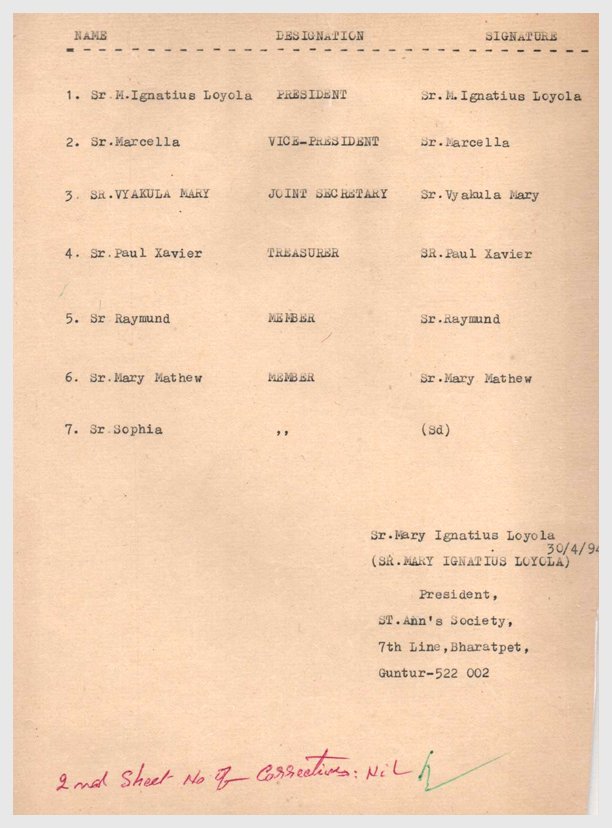 NAME DESIGNATION SIGNATURE
1. Sr.M.Ignatius Loyola PRESIDENT Sr.M.Ignatius Loyola
2. Sr.Marcella VICE-PRESIDENT Sr.Marcella
3. SR.VYAKULA MARY JOINT SECRETARY Sr.Vyakula Mary
4. Sr.Paul Xavier TREASURER SR.Paul Xavier
5. Sr Raymund MEMBER Sr.Raymund
6. Sr.Mary Mathew MEMBER Sr.Mary Mathew
7. Sr.Sophia ,, (Sd)
Sr.Mary Ignatius Loyola
30/4/94
(SR.MARY IGNATIUS LOYOLA)
President,
ST.Ann's Society,
7th Line,Bharatpet,
Guntur-522 002
2nd Sheet No of Corrections: Nil